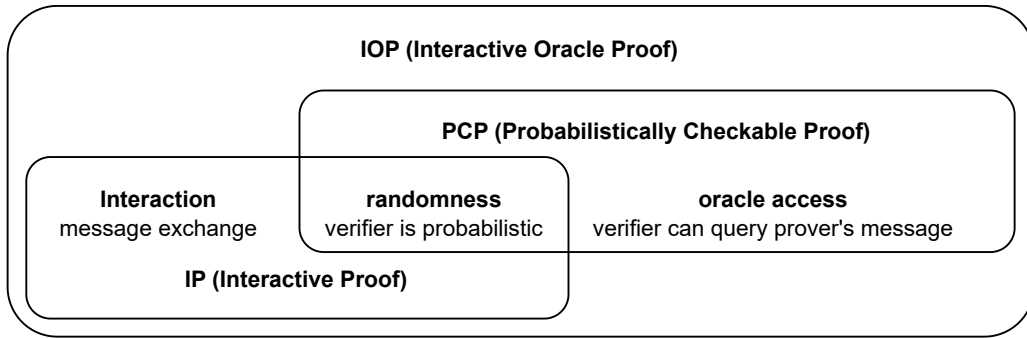 IOP (Interactive Oracle Proof)
PCP (Probabilistically Checkable Proof)
Interaction
message exchange
randomness
verifier is probabilistic
oracle access
verifier can query prover's message
IP (Interactive Proof)